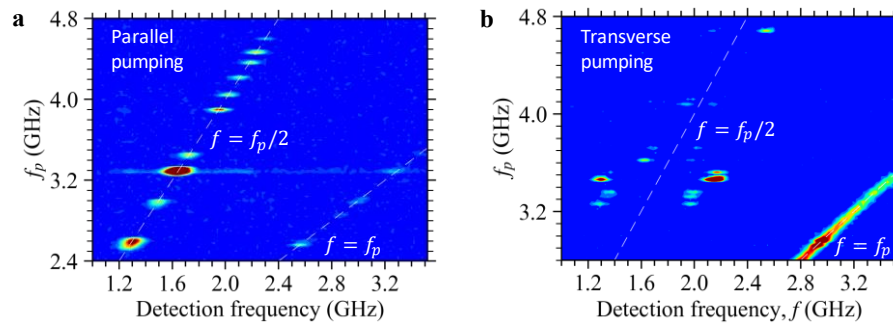 a
Parallel
pumping
f = f_p/2
f = f_p
4.8
4.0
3.2
2.4
f_p (GHz)
1.2 1.6 2.0 2.4 2.8 3.2
Detection frequency (GHz)
b
Transverse
pumping
f = f_p/2
f = f_p
4.8
4.0
3.2
f_p (GHz)
1.2 1.6 2.0 2.4 2.8 3.2
Detection frequency, f (GHz)